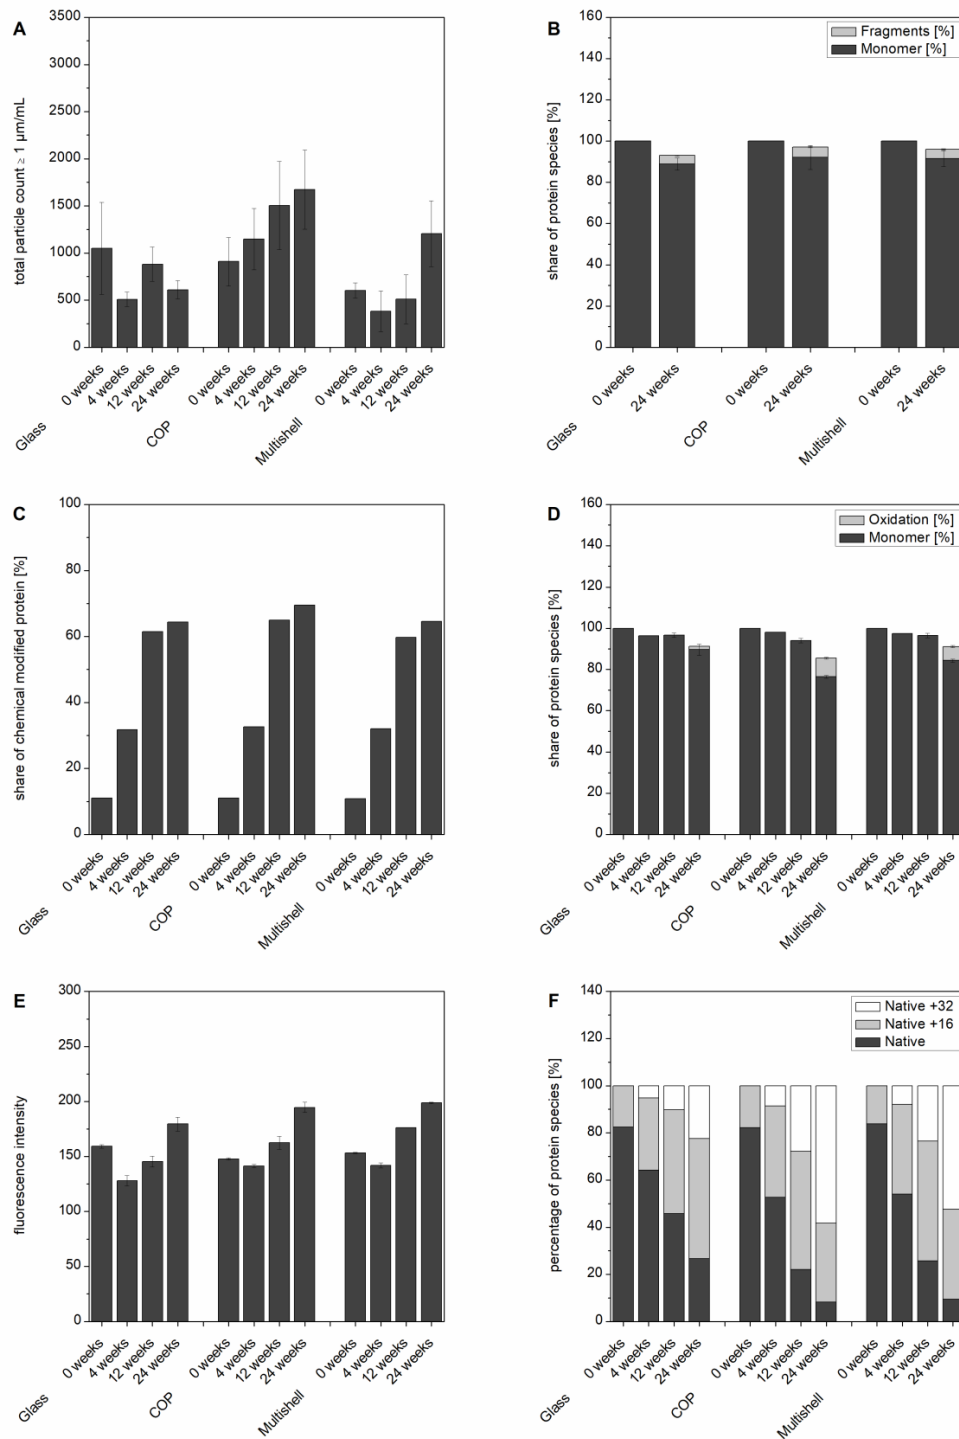 A
total particle count ≥ 1 µm/mL
3500
3000
2500
2000
1500
1000
500
0
0 weeks
4 weeks
12 weeks
24 weeks
0 weeks
4 weeks
12 weeks
24 weeks
0 weeks
4 weeks
12 weeks
24 weeks
Glass
COP
Multishell
B
share of protein species [%]
160
140
120
100
80
60
40
20
0
Fragments [%]
Monomer [%]
0 weeks
24 weeks
0 weeks
24 weeks
0 weeks
24 weeks
Glass
COP
Multishell
C
share of chemical modified protein [%]
100
80
60
40
20
0
0 weeks
4 weeks
12 weeks
24 weeks
0 weeks
4 weeks
12 weeks
24 weeks
0 weeks
4 weeks
12 weeks
24 weeks
Glass
COP
Multishell
D
share of protein species [%]
160
140
120
100
80
60
40
20
0
Oxidation [%]
Monomer [%]
0 weeks
4 weeks
12 weeks
24 weeks
0 weeks
4 weeks
12 weeks
24 weeks
0 weeks
4 weeks
12 weeks
24 weeks
Glass
COP
Multishell
E
fluorescence intensity
300
250
200
150
100
50
0
0 weeks
4 weeks
12 weeks
24 weeks
0 weeks
4 weeks
12 weeks
24 weeks
0 weeks
4 weeks
12 weeks
24 weeks
Glass
COP
Multishell
F
percentage of protein species [%]
140
120
100
80
60
40
20
0
Native +32
Native +16
Native
0 weeks
4 weeks
12 weeks
24 weeks
0 weeks
4 weeks
12 weeks
24 weeks
0 weeks
4 weeks
12 weeks
24 weeks
Glass
COP
Multishell